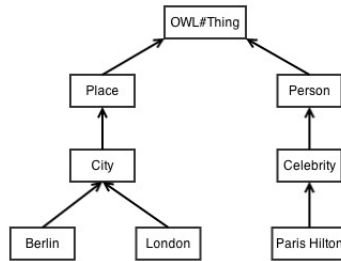 OWL#Thing
Place
Person
City
Celebrity
Berlin
London
Paris Hilton